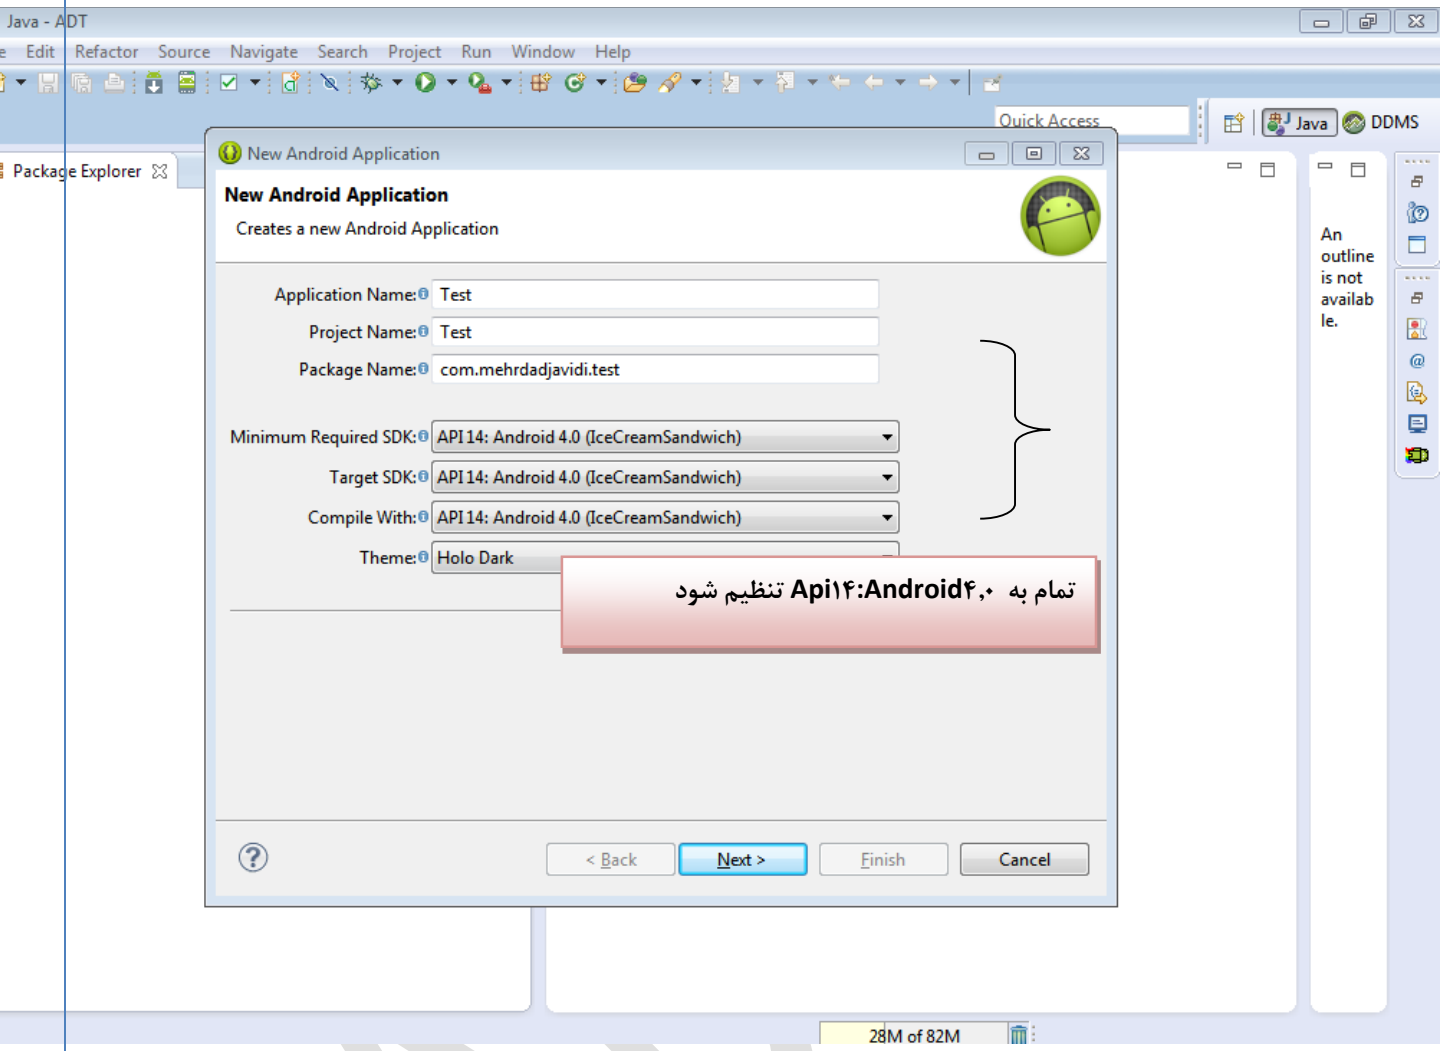 Java - ADT
e Edit Refactor Source Navigate Search Project Run Window Help
Quick Access
Java DDMS
Package Explorer
New Android Application
New Android Application
Creates a new Android Application
Application Name: Test
Project Name: Test
Package Name: com.mehrdadjavidi.test
Minimum Required SDK: API 14: Android 4.0 (IceCreamSandwich)
Target SDK: API 14: Android 4.0 (IceCreamSandwich)
Compile With: API 14: Android 4.0 (IceCreamSandwich)
Theme: Holo Dark
تمام به Api۱۴:Android۴,۰ تنظیم شود
< Back Next > Finish Cancel
An
outline
is not
availab
le.
28M of 82M